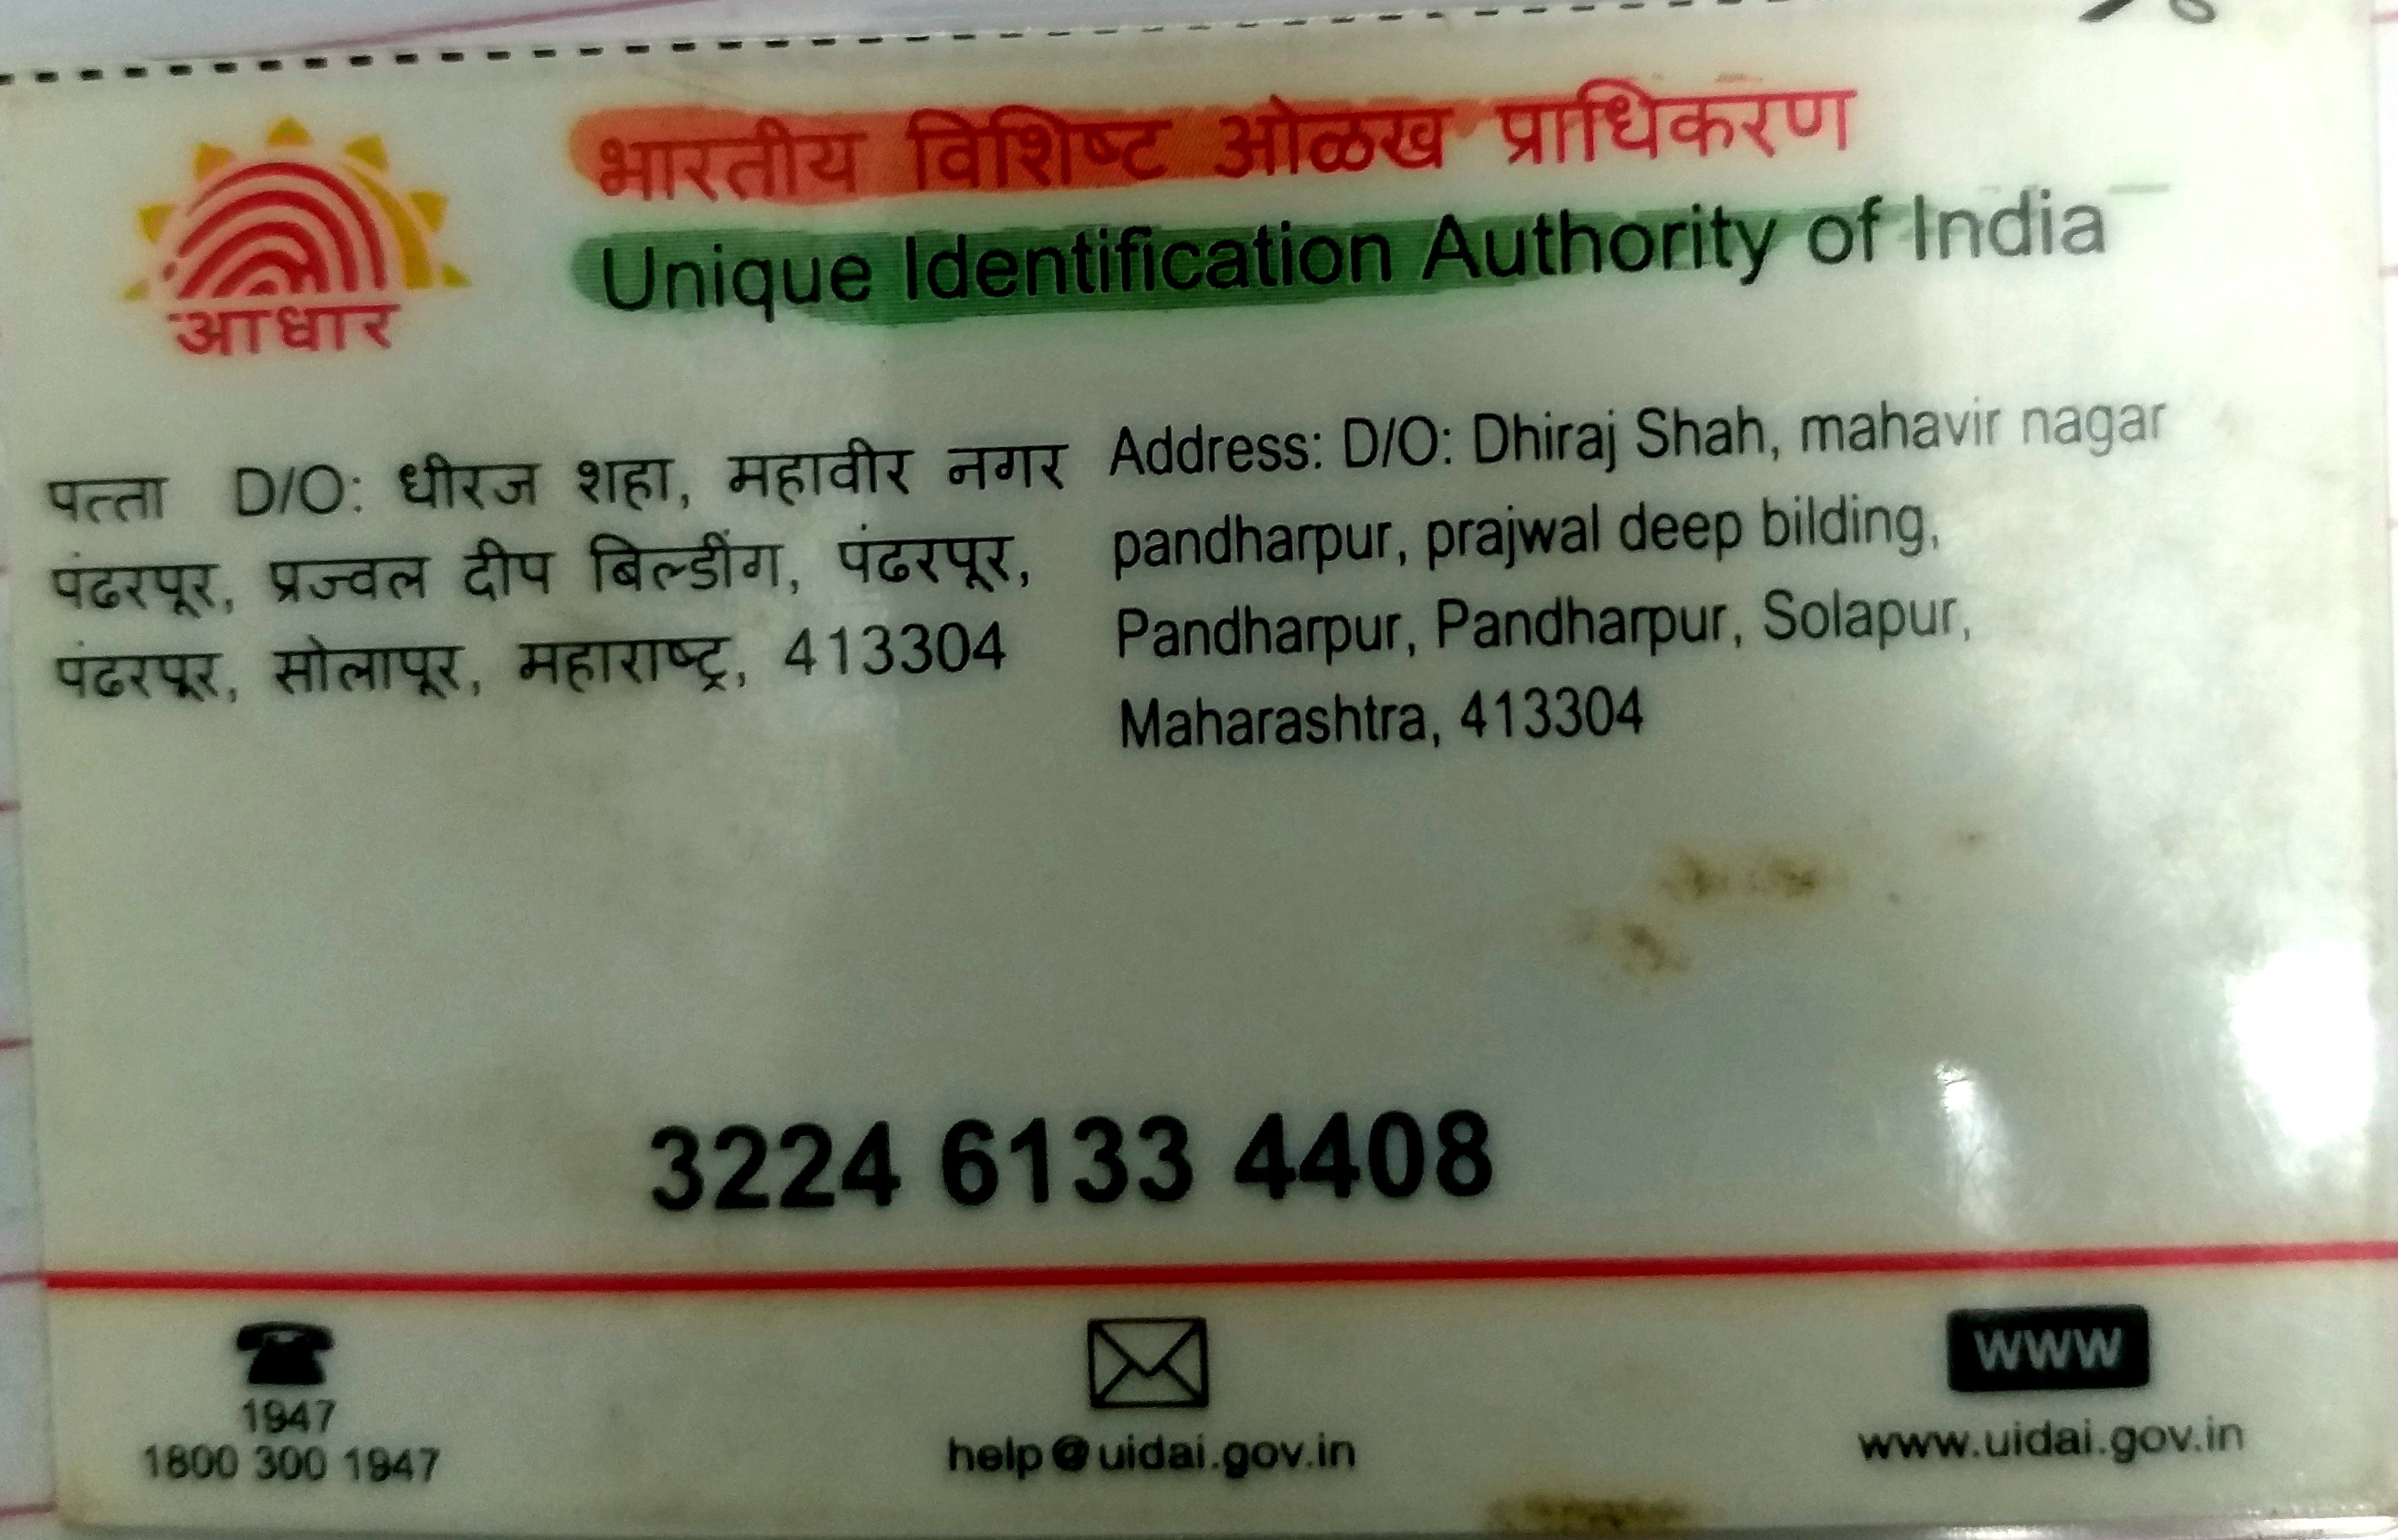 भारतीय विशिष्ट ओळख प्राधिकरण
Unique Identification Authority of India
आधार
पत्ता D/O: धीरज शहा, महावीर नगर
पंढरपूर, प्रज्वल दीप बिल्डींग, पंढरपूर,
पंढरपूर, सोलापूर, महाराष्ट्र, 413304
Address: D/O: Dhiraj Shah, mahavir nagar
pandharpur, prajwal deep bilding,
Pandharpur, Pandharpur, Solapur,
Maharashtra, 413304
3224 6133 4408
1947
1800 300 1947
help@uidai.gov.in
WWW
www.uidai.gov.in